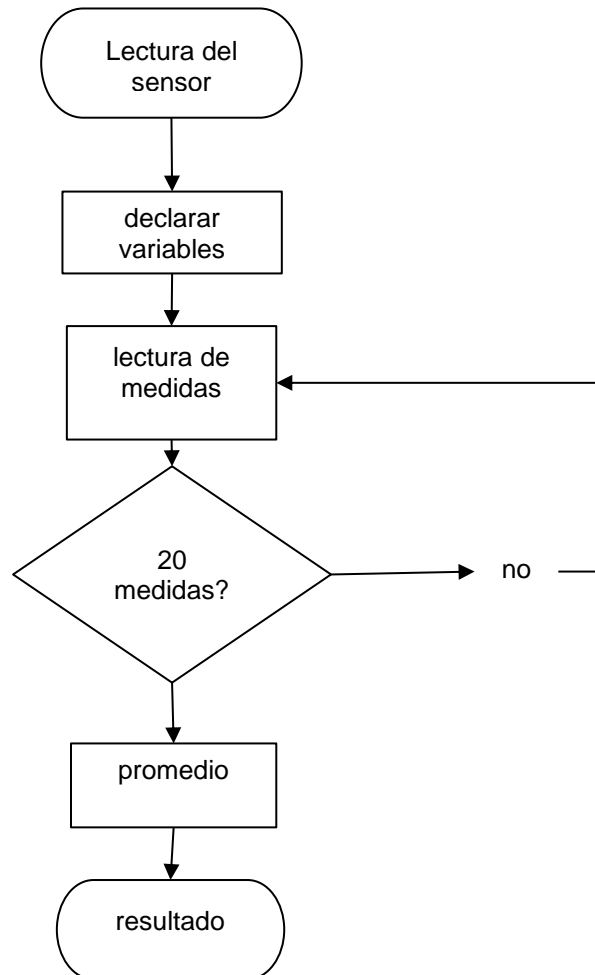 Lectura del
sensor
declarar
variables
lectura de
medidas
20
medidas?
no
promedio
resultado